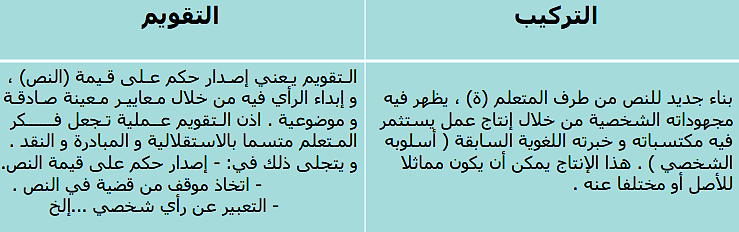 التركيب
بناء جديد للنص من طرف المتعلم (ة) ، يظهر فيه
مجهوداته الشخصية من خلال إنتاج عمل يستثمر
فيه مكتسباته و خبرته اللغوية السابقة ( أسلوبه
الشخصي ) . هذا الإنتاج يمكن أن يكون مماثلا
للأصل أو مختلفا عنه .
التقويم
التقويم يعني إصدار حكم على قيمة (النص) ،
و إبداء الرأي فيه من خلال معايير معينة صادقة
و موضوعية . اذن التقويم عملية تجعل فكر
المتعلم متسما بالاستقلالية و المبادرة و النقد .
و يتجلى ذلك في: - إصدار حكم على قيمة النص.
- اتخاذ موقف من قضية في النص .
- التعبير عن رأي شخصي ...إلخ